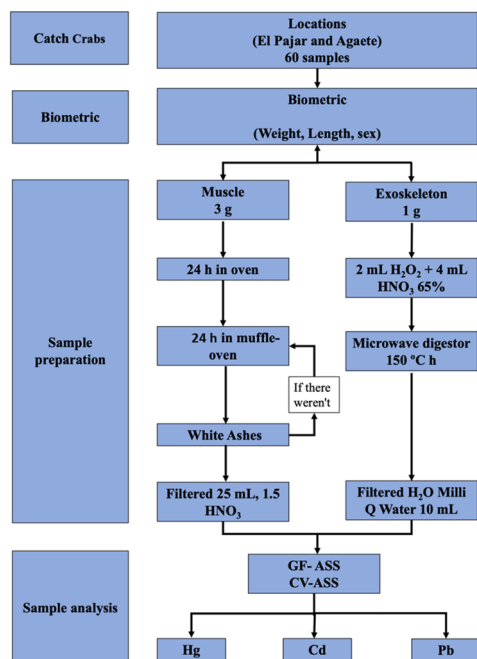 Catch Crabs
Locations
(El Pajar and Agaete)
60 samples
Biometric
Biometric
(Weight, Length, sex)
Sample
preparation
Muscle
3 g
Exoskeleton
1 g
24 h in oven
2 mL H₂O₂ + 4 mL
HNO₃ 65%
24 h in muffle-
oven
Microwave digestor
150 ºC h
If there
weren't
White Ashes
Filtered 25 mL, 1.5
HNO₃
Filtered H₂O Milli
Q Water 10 mL
Sample analysis
GF- ASS
CV-ASS
Hg
Cd
Pb